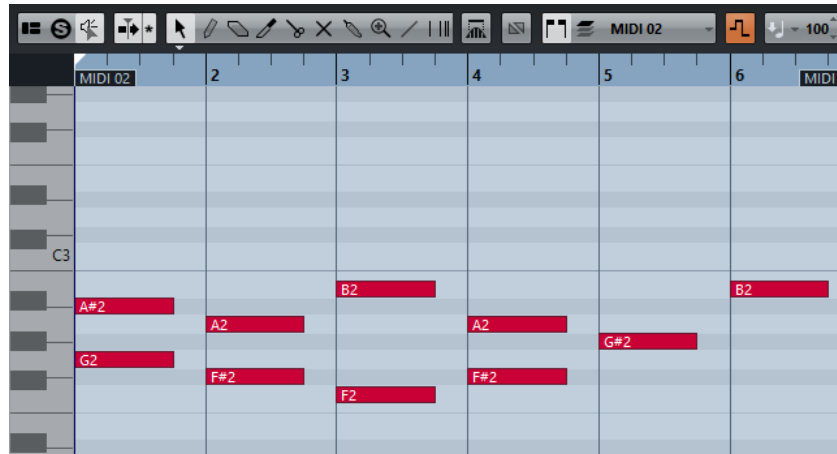 S * MIDI 02 100
MIDI 02 2 3 4 5 6 MIDI
C3
B2 B2
A#2
A2 A2
G#2
G2
F#2 F#2
F2